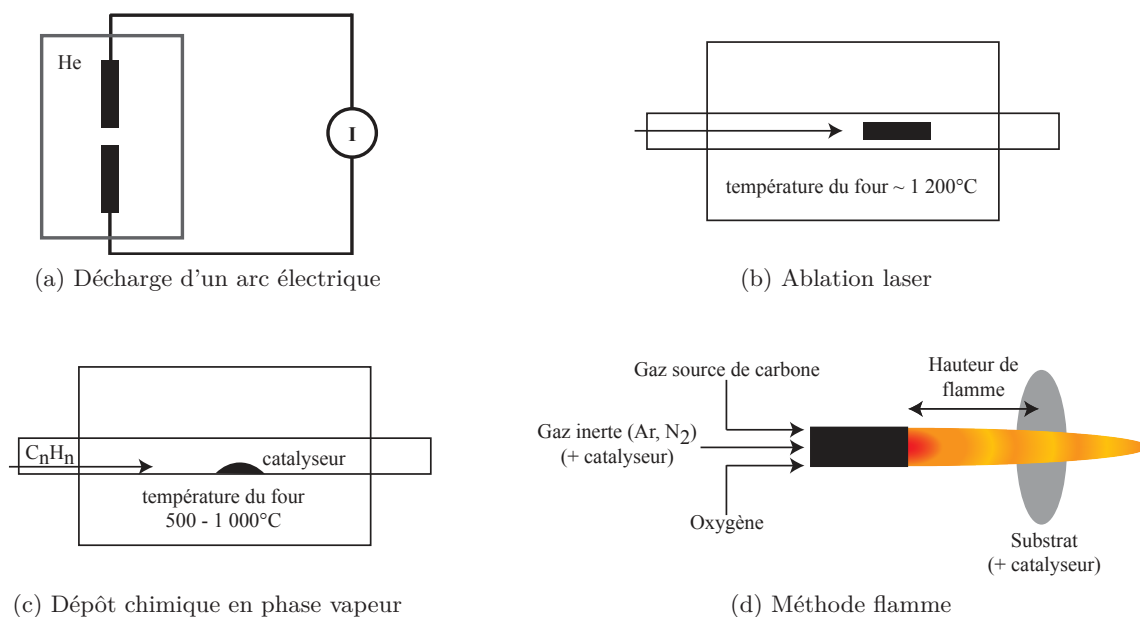 He
I
(a) Décharge d'un arc électrique
température du four ~ 1 200°C
(b) Ablation laser
CnHn
catalyseur
température du four
500 - 1 000°C
(c) Dépôt chimique en phase vapeur
Gaz source de carbone
Gaz inerte (Ar, N2)
(+ catalyseur)
Oxygène
Hauteur de
flamme
Substrat
(+ catalyseur)
(d) Méthode flamme